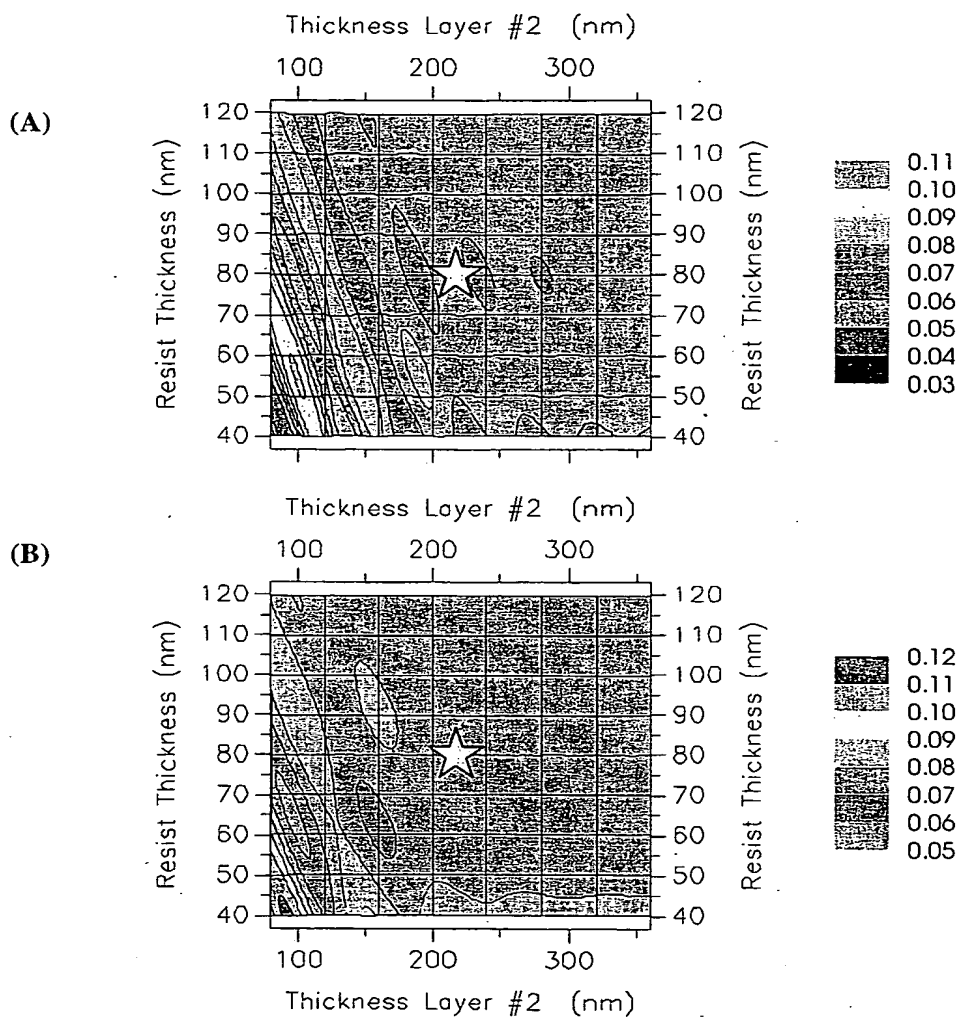 Thickness Layer #2 (nm)
100 200 300
(A)
Resist Thickness (nm)
120 120
110 110
100 100
90 90
80 80
70 70
60 60
50 50
40 40
Resist Thickness (nm)
0.11
0.10
0.09
0.08
0.07
0.06
0.05
0.04
0.03
Thickness Layer #2 (nm)
100 200 300
(B)
Resist Thickness (nm)
120 120
110 110
100 100
90 90
80 80
70 70
60 60
50 50
40 40
Resist Thickness (nm)
0.12
0.11
0.10
0.09
0.08
0.07
0.06
0.05
100 200 300
Thickness Layer #2 (nm)